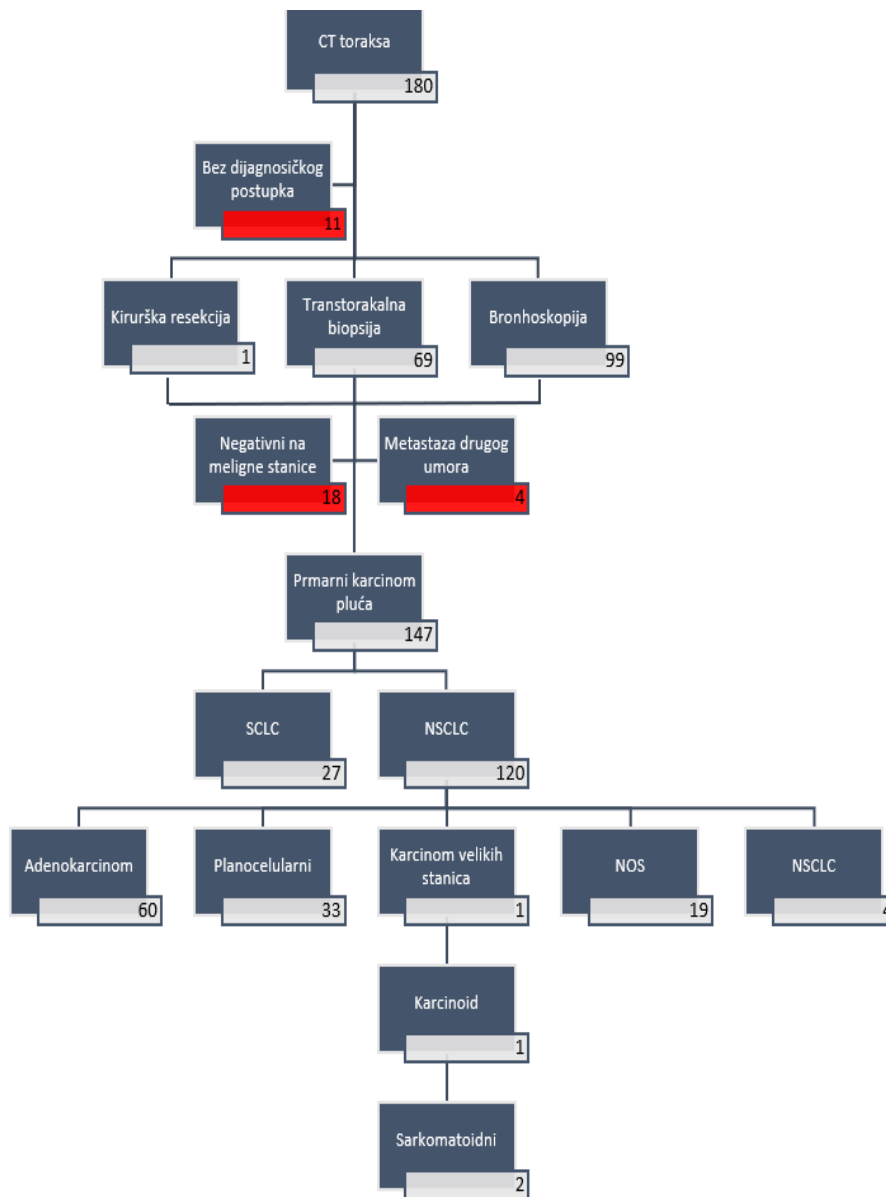 CT toraksa
180
Bez dijagnosičkog
postupka
11
Kirurška resekcija
1
Transtorakalna
biopsija
69
Bronhoskopija
99
Negativni na
meligne stanice
18
Metastaza drugog
umora
4
Prmarni karcinom
pluća
147
SCLC
27
NSCLC
120
Adenokarcinom
60
Planocelularni
33
Karcinom velikih
stanica
1
NOS
19
NSCLC
4
Karcinoid
1
Sarkomatoidni
2